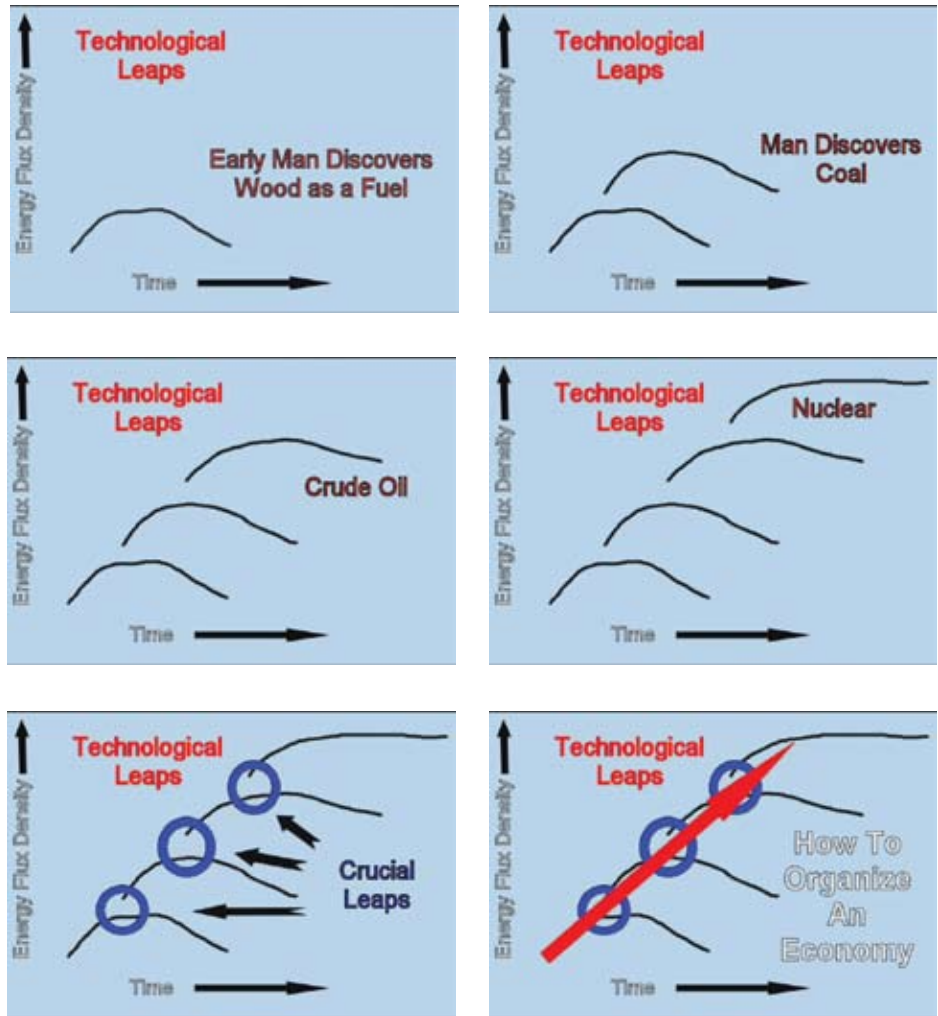 Technological
Leaps
Energy Flux Density
Early Man Discovers
Wood as a Fuel
Time
Technological
Leaps
Energy Flux Density
Man Discovers
Coal
Time
Technological
Leaps
Energy Flux Density
Crude Oil
Time
Technological
Leaps
Energy Flux Density
Nuclear
Time
Technological
Leaps
Energy Flux Density
Crucial
Leaps
Time
Technological
Leaps
Energy Flux Density
How To
Organize
An
Economy
Time